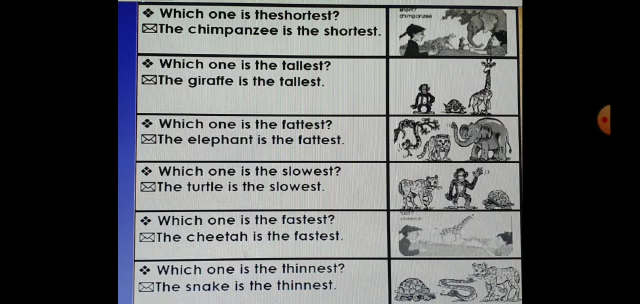 ❖ Which one is theshortest?
✉The chimpanzee is the shortest.
chimpanzee
❖ Which one is the tallest?
✉The giraffe is the tallest.
❖ Which one is the fattest?
✉The elephant is the fattest.
❖ Which one is the slowest?
✉The turtle is the slowest.
❖ Which one is the fastest?
✉The cheetah is the fastest.
❖ Which one is the thinnest?
✉The snake is the thinnest.